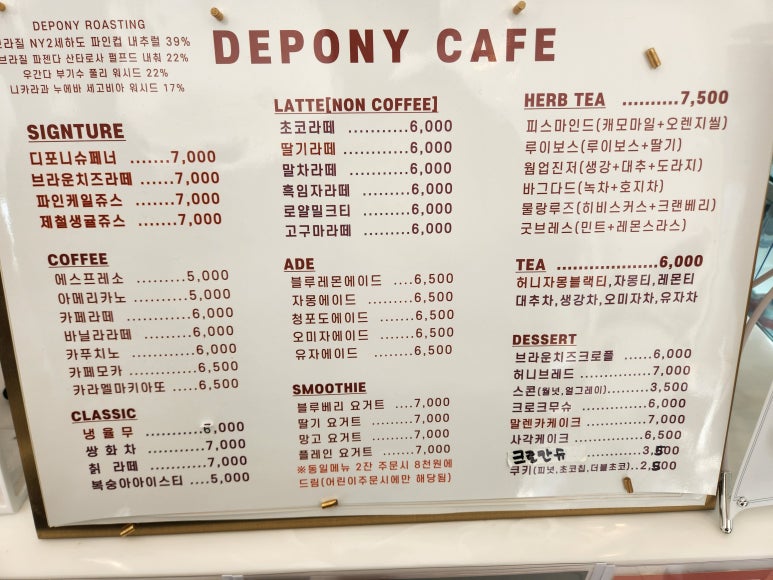 DEPONY ROASTING
브라질 NY2세하도 파인컵 내추럴 39%
브라질 파젠다 산타로사 펄프드 내춰 22%
우간다 부기수 풀리 워시드 22%
니카라과 누에바 세고비아 워시드 17%
DEPONY CAFE
SIGNTURE
디포니슈페너 .......7,000
브라운치즈라떼 ......7,000
파인케일쥬스 .......7,000
제철생귤쥬스 .......7,000
COFFEE
에스프레소 .........5,000
아메리카노 .........5,000
카페라떼 ...........6,000
바닐라라떼 .........6,000
카푸치노 ...........6,000
카페모카 ...........6,500
카라멜마키아또 .....6,500
CLASSIC
냉 율 무 ..........6,000
쌍 화 차 ..........7,000
칡 라떼 ..........7,000
복숭아아이스티 ....5,000
LATTE[NON COFFEE]
초코라떼 ...........6,000
딸기라떼 ...........6,000
말차라떼 ...........6,000
흑임자라떼 .........6,000
로얄밀크티 .........6,000
고구마라떼 .........6,000
ADE
블루레몬에이드 ....6,500
자몽에이드 ........6,500
청포도에이드 ......6,500
오미자에이드 ......6,500
유자에이드 ........6,500
SMOOTHIE
블루베리 요거트 ....7,000
딸기 요거트 .......7,000
망고 요거트 .......7,000
플레인 요거트 ......7,000
※동일메뉴 2잔 주문시 8천원에
드림(어린이주문시에만 해당됨)
HERB TEA ..........7,500
피스마인드(캐모마일+오렌지씰)
루이보스(루이보스+딸기)
웜업진저(생강+대추+도라지)
바그다드(녹차+호지차)
물랑루즈(히비스커스+크랜베리)
굿브레스(민트+레몬스라스)
TEA ....................6,000
허니자몽블랙티,자몽티,레몬티
대추차,생강차,오미자차,유자차
DESSERT
브라운치즈크로플 ......6,000
허니브레드 ..........7,000
스콘(월넛,얼그레이).........3,500
크로크무슈 ...........6,000
말렌카케이크 .........7,000
사각케이크 ..........6,500
크로만쥬 ..........3,500
쿠키(피넛,초코칩,더블초코)..2,500